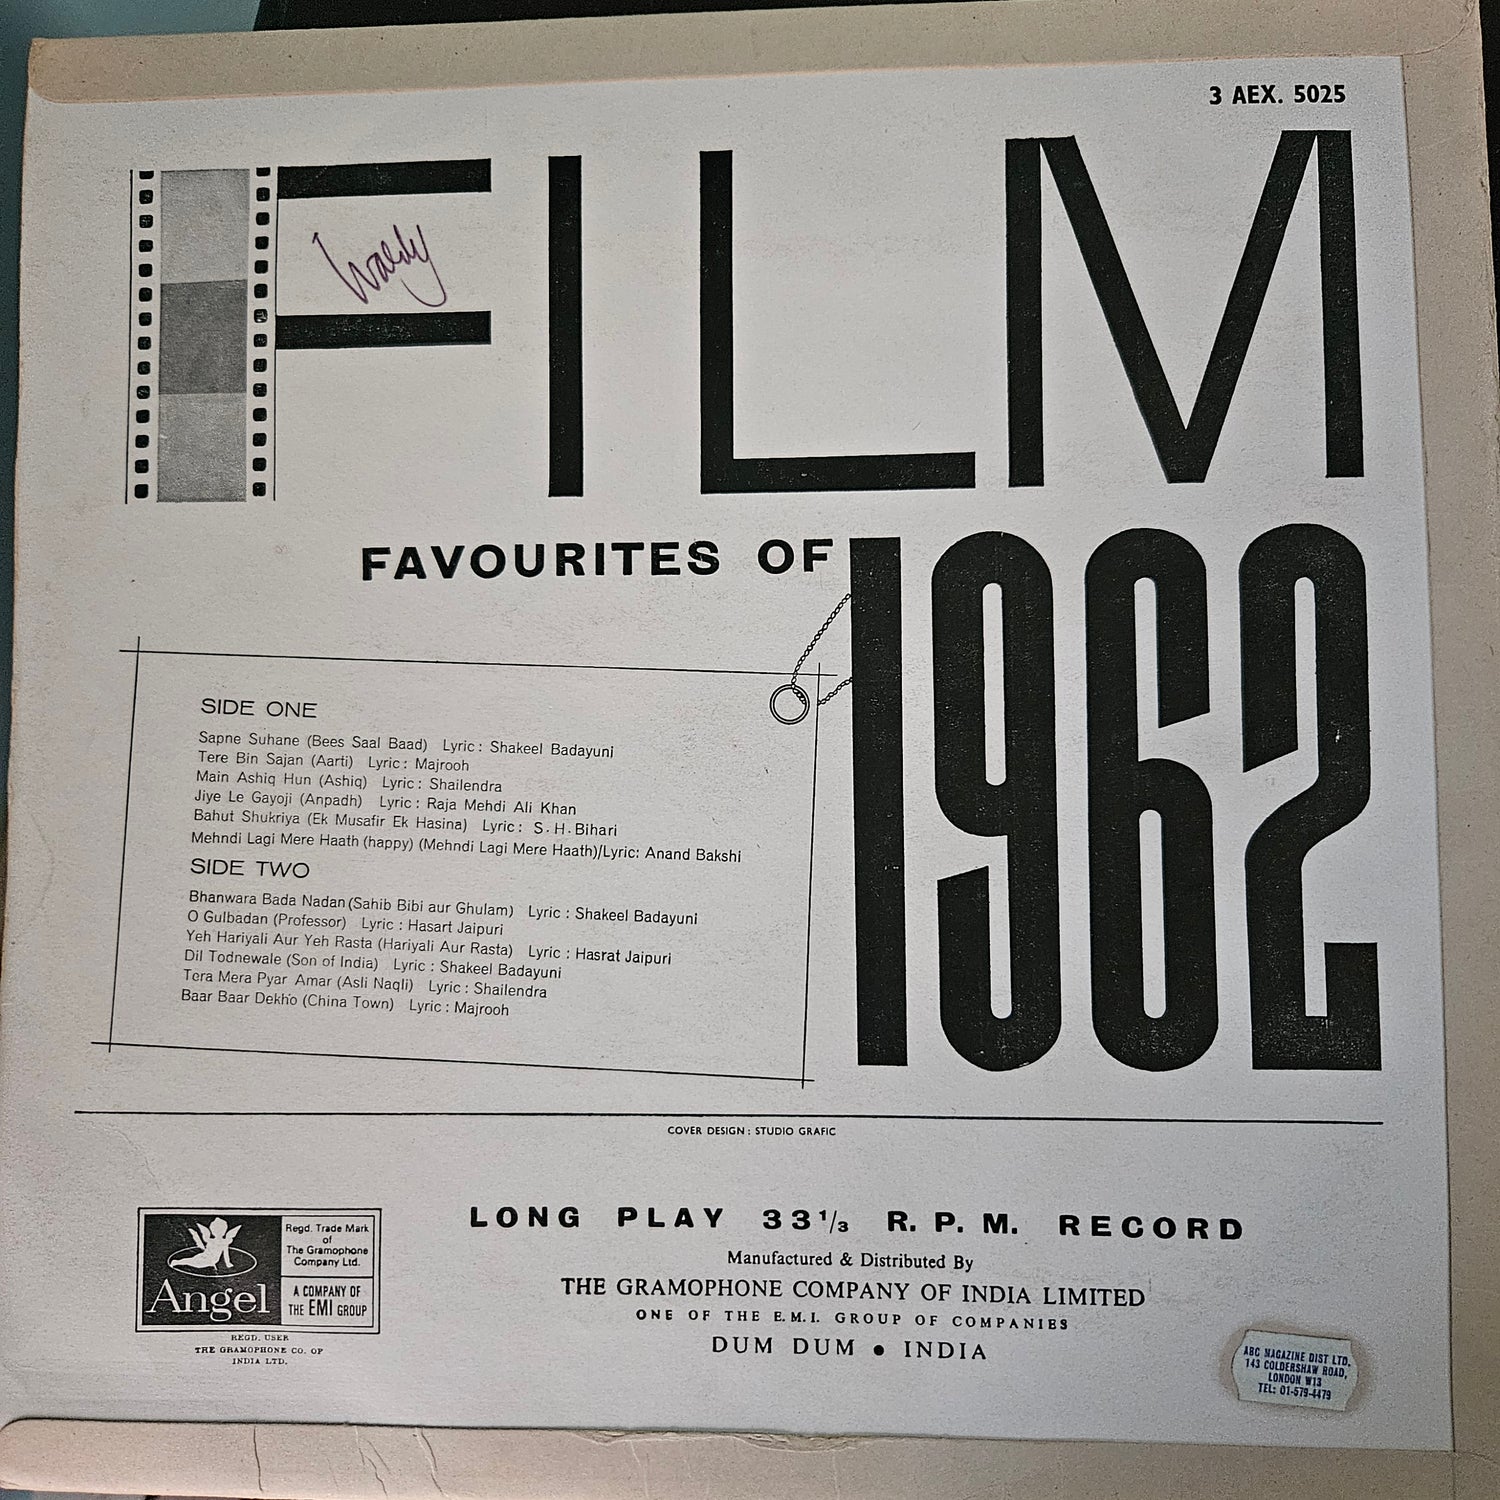 3 AEX. 5025
FILM
FAVOURITES OF
1962
SIDE ONE
Sapne Suhane (Bees Saal Baad) Lyric : Shakeel Badayuni
Tere Bin Sajan (Aarti) Lyric : Majrooh
Main Ashiq Hun (Ashiq) Lyric : Shailendra
Jiye Le Gayoji (Anpadh) Lyric : Raja Mehdi Ali Khan
Bahut Shukriya (Ek Musafir Ek Hasina) Lyric : S. H. Bihari
Mehndi Lagi Mere Haath (happy) (Mehndi Lagi Mere Haath)/Lyric: Anand Bakshi
SIDE TWO
Bhanwara Bada Nadan (Sahib Bibi aur Ghulam) Lyric : Shakeel Badayuni
O Gulbadan (Professor) Lyric : Hasart Jaipuri
Yeh Hariyali Aur Yeh Rasta (Hariyali Aur Rasta) Lyric : Hasrat Jaipuri
Dil Todnewale (Son of India) Lyric : Shakeel Badayuni
Tera Mera Pyar Amar (Asli Naqli) Lyric : Shailendra
Baar Baar Dekho (China Town) Lyric : Majrooh
COVER DESIGN : STUDIO GRAFIC
Angel
Regd. Trade Mark
of
The Gramophone
Company Ltd.
A COMPANY OF
THE EMI GROUP
REGD. USER
THE GRAMOPHONE CO. OF
INDIA LTD.
LONG PLAY 33 1/3 R. P. M. RECORD
Manufactured & Distributed By
THE GRAMOPHONE COMPANY OF INDIA LIMITED
ONE OF THE E.M.I. GROUP OF COMPANIES
DUM DUM ● INDIA
ABC MAGAZINE DIST LTD.
143 COLDERSHAW ROAD,
LONDON W13
TEL: 01-579-4479